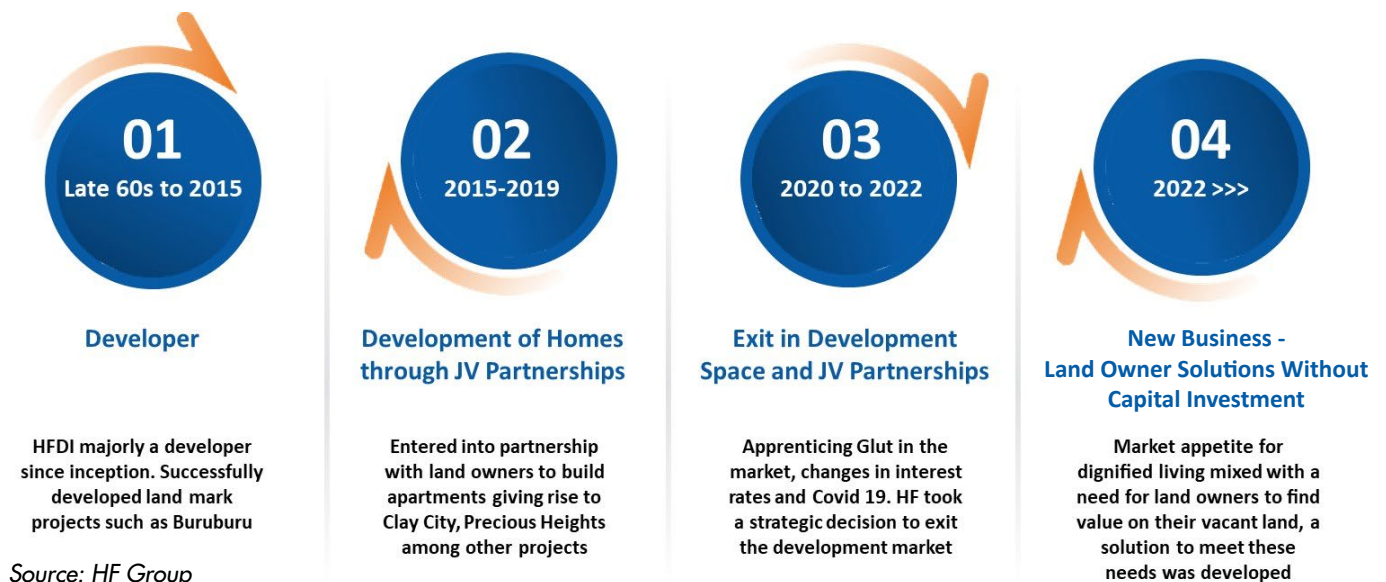 01
Late 60s to 2015
Developer
HFDI majorly a developer
since inception. Successfully
developed land mark
projects such as Buruburu
02
2015-2019
Development of Homes
through JV Partnerships
Entered into partnership
with land owners to build
apartments giving rise to
Clay City, Precious Heights
among other projects
03
2020 to 2022
Exit in Development
Space and JV Partnerships
Apprenticing Glut in the
market, changes in interest
rates and Covid 19. HF took
a strategic decision to exit
the development market
04
2022 >>>
New Business -
Land Owner Solutions Without
Capital Investment
Market appetite for
dignified living mixed with a
need for land owners to find
value on their vacant land, a
solution to meet these
needs was developed
Source: HF Group